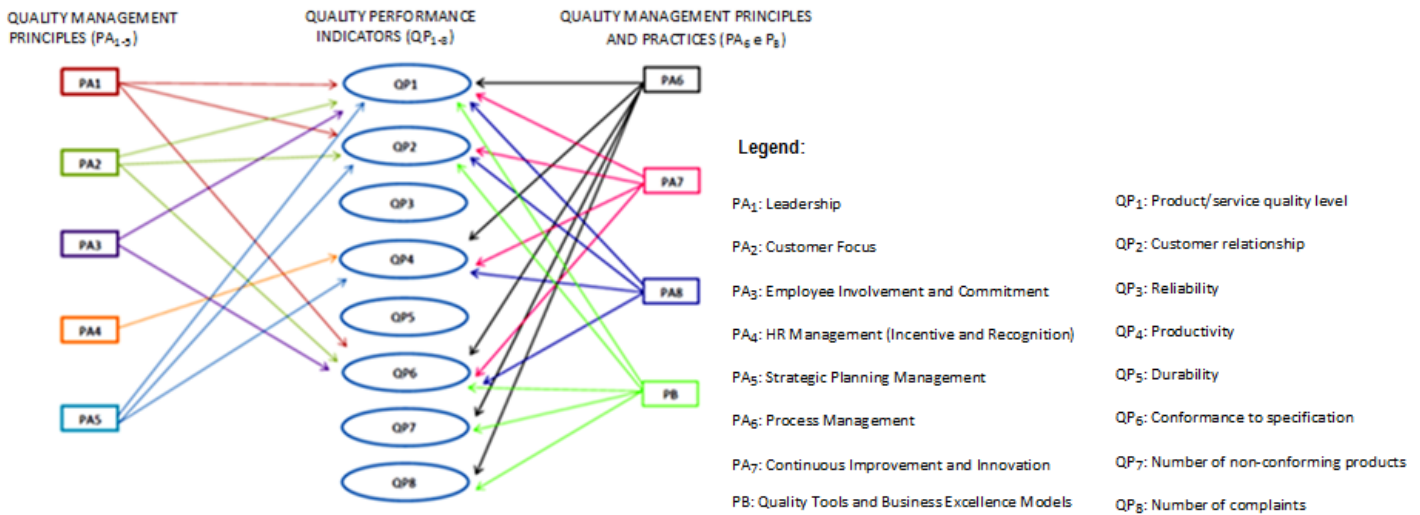 QUALITY MANAGEMENT
PRINCIPLES (PA₁₋₅)
QUALITY PERFORMANCE
INDICATORS (QP₁₋₈)
QUALITY MANAGEMENT PRINCIPLES
AND PRACTICES (PA₆ e P₈)
PA1
PA2
PA3
PA4
PA5
QP1
QP2
QP3
QP4
QP5
QP6
QP7
QP8
PA6
PA7
PA8
PB
Legend:
PA₁: Leadership
PA₂: Customer Focus
PA₃: Employee Involvement and Commitment
PA₄: HR Management (Incentive and Recognition)
PA₅: Strategic Planning Management
PA₆: Process Management
PA₇: Continuous Improvement and Innovation
PB: Quality Tools and Business Excellence Models
QP₁: Product/service quality level
QP₂: Customer relationship
QP₃: Reliability
QP₄: Productivity
QP₅: Durability
QP₆: Conformance to specification
QP₇: Number of non-conforming products
QP₈: Number of complaints